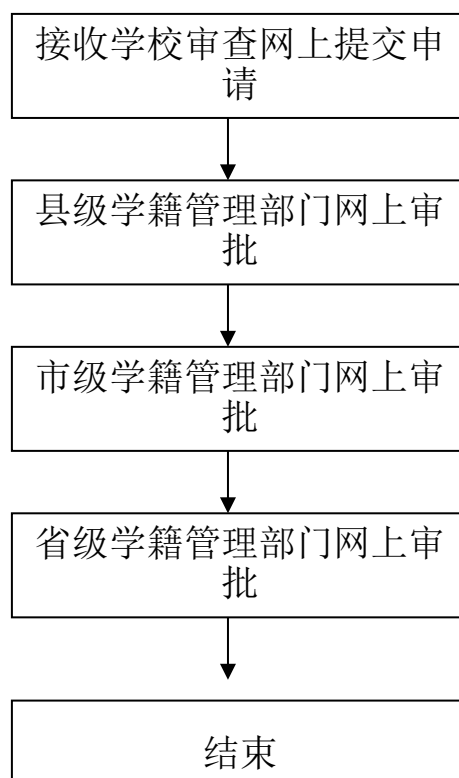 接收学校审查网上提交申
请
县级学籍管理部门网上审
批
市级学籍管理部门网上审
批
省级学籍管理部门网上审
批
结束